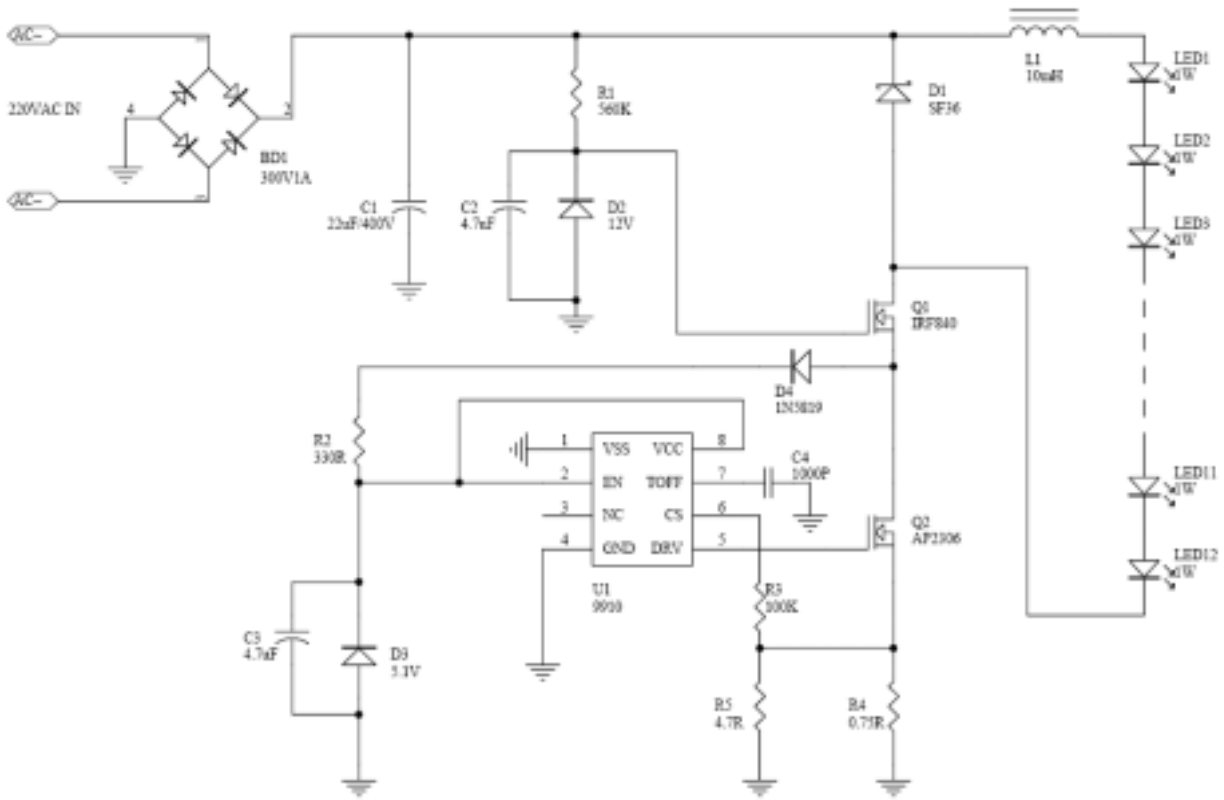 AC~
220VAC IN
4
3
BD1
300V1A
AC~
C1
22uF/400V
C2
4.7uF
R1
560K
D2
12V
D1
SF36
L1
10mH
LED1
1W
LED2
1W
LED3
1W
Q1
IRF840
D4
1N5819
R2
330R
1
VSS
VCC
8
2
EN
TOFF
7
3
NC
CS
6
4
GND
DRV
5
U1
9910
C4
1000P
Q2
AP2306
LED11
1W
LED12
1W
R3
100K
C3
4.7uF
D3
5.1V
R5
4.7R
R4
0.75R